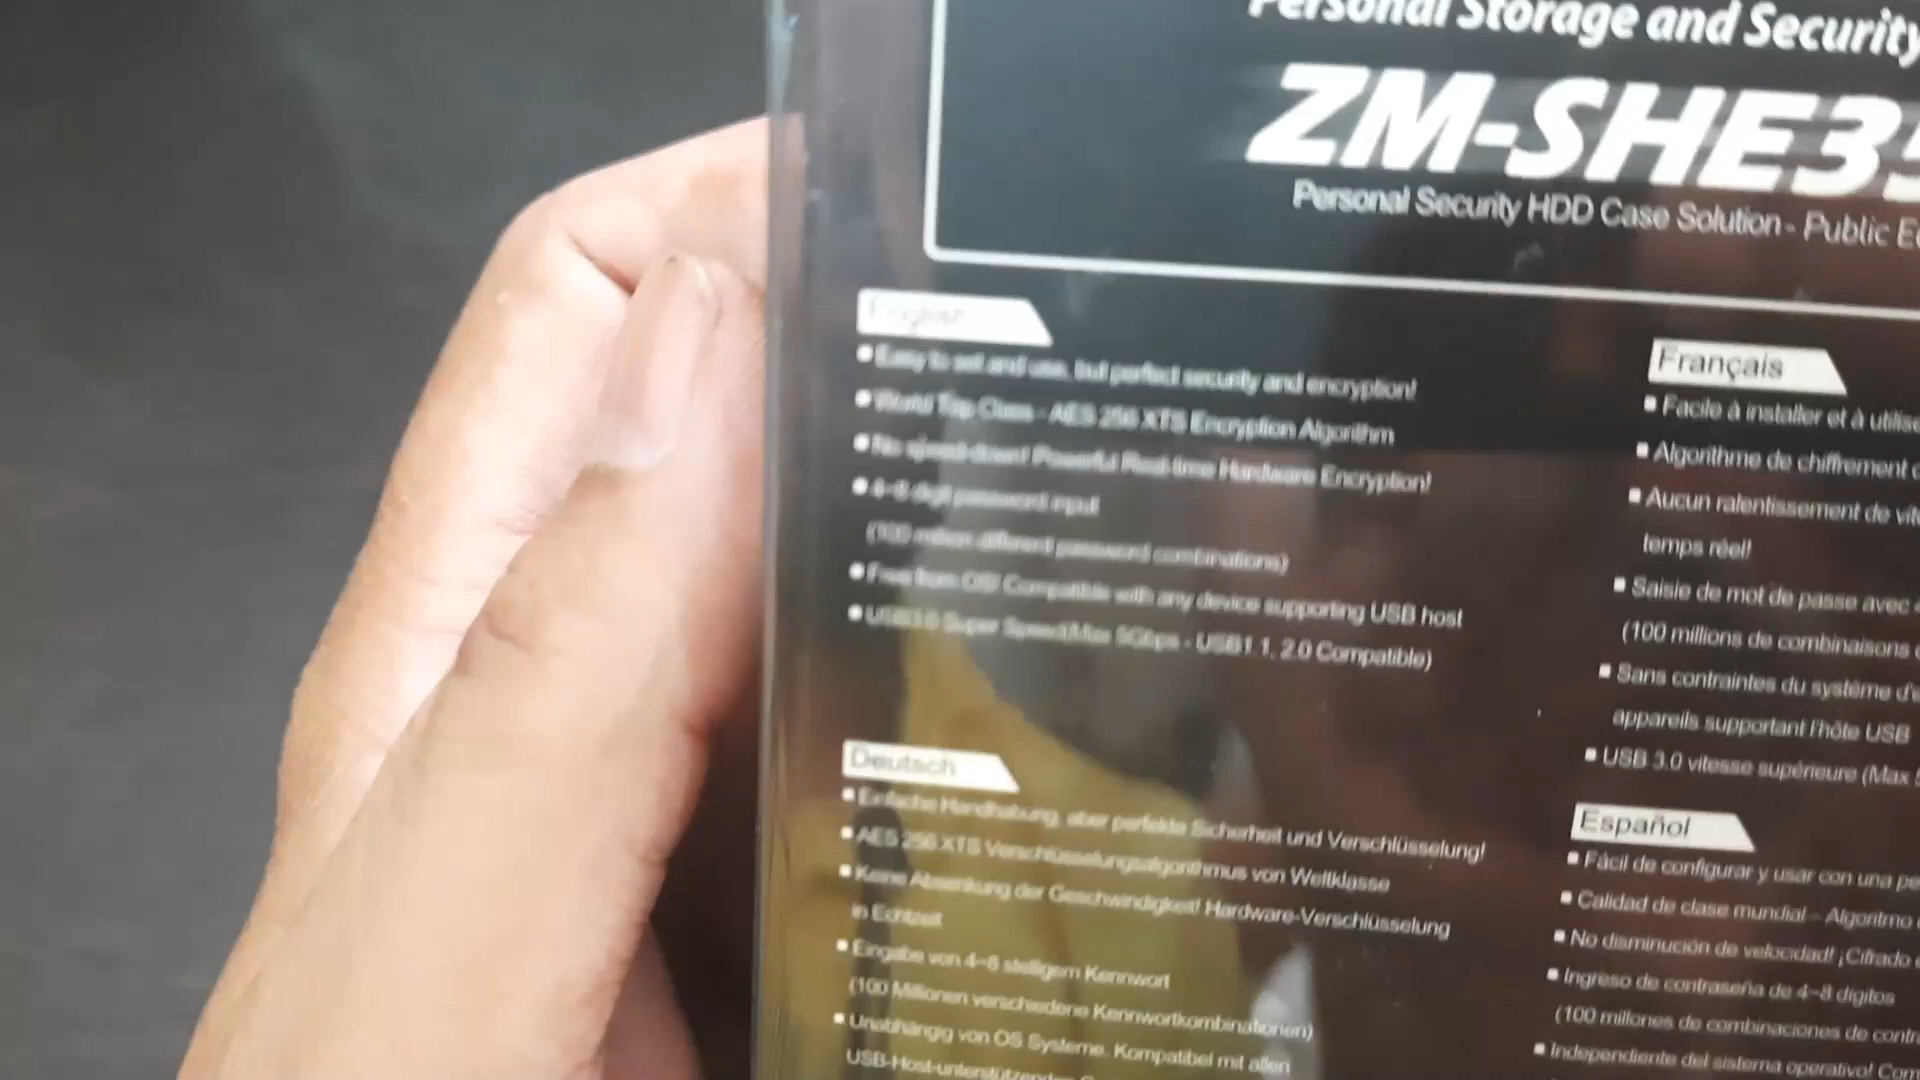 Personal Storage and Security
ZM-SHE35
Personal Security HDD Case Solution - Public E
English
Easy to set and use, but perfect security and encryption!
World Top Class - AES 256 XTS Encryption Algorithm
No speed-down! Powerful Real-time Hardware Encryption!
4~8 digit password input
(100 million different password combinations)
Free from OS! Compatible with any device supporting USB host
USB3.0 Super Speed(Max 5Gbps - USB1.1, 2.0 Compatible)
Deutsch
Einfache Handhabung, aber perfekte Sicherheit und Verschlüsselung!
AES 256 XTS Verschlüsselungsalgorithmus von Weltklasse
Keine Absenkung der Geschwindigkeit! Hardware-Verschlüsselung
in Echtzeit
Eingabe von 4~8 stelligem Kennwort
(100 Millionen verschiedene Kennwortkombinationen)
Unabhängig von OS Systeme. Kompatibel mit allen
USB-Host-unterstützenden
Français
Facile à installer et à utilise
Algorithme de chiffrement
Aucun ralentissement de vite
temps réel!
Saisie de mot de passe avec
(100 millions de combinaisons
Sans contraintes du système d'e
appareils supportant l'hôte USB
USB 3.0 vitesse supérieure (Max
Español
Fácil de configurar y usar con una pe
Calidad de clase mundial – Algoritmo
No disminución de velocidad! ¡Cifrado
Ingreso de contraseña de 4~8 digitos
(100 millones de combinaciones de contr
Independiente del sistema operativo! Com